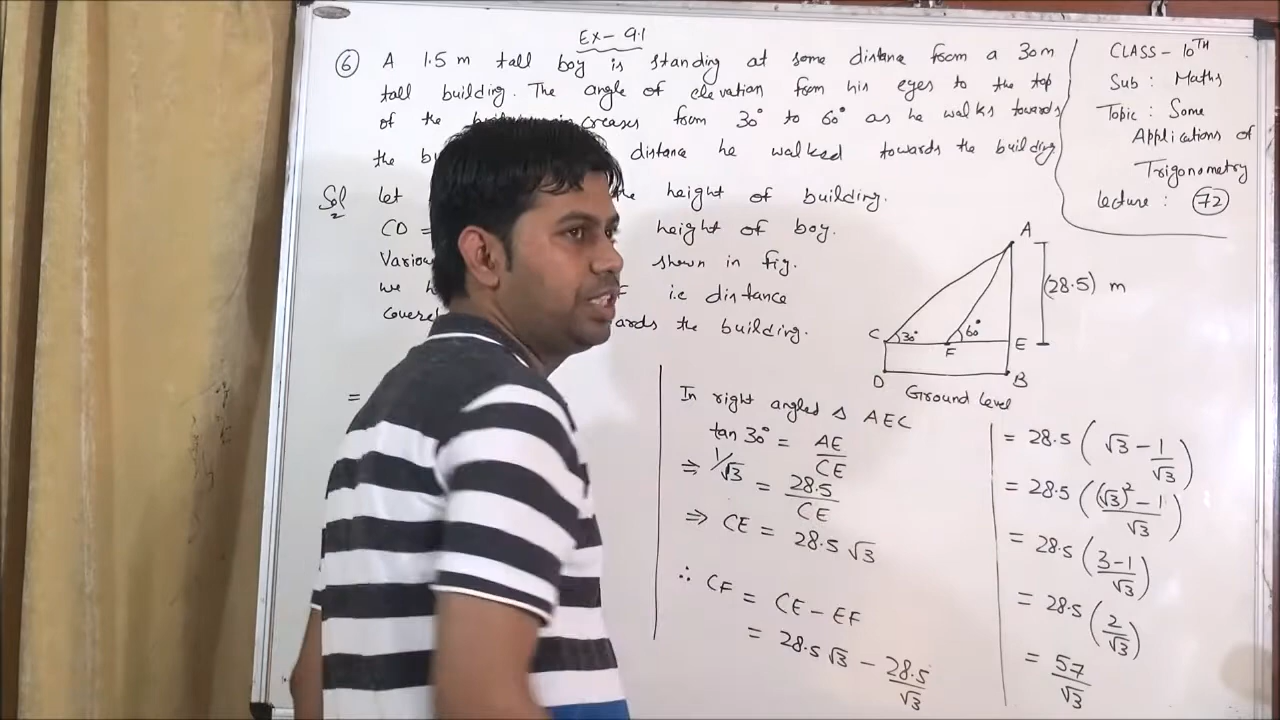 Ex- 9.1
⑥ A 1.5 m tall boy is standing at some distance from a 30m
tall building. The angle of elevation from his eyes to the top
of the from 30° to 60° as he walks towards
the distance he walked towards the building
Sol let the height of building.
CD = height of boy.
shown in fig.
we i.e distance
the building.
=
CLASS- 10TH
Sub : Maths
Topic : Some
Applications of
Trigonometry
Lecture : 72
A
(28.5) m
C 30° F 60° E
D B
Ground level
In right angled Δ AEC
tan 30° = AE/CE
⇒ 1/√3 = 28.5/CE
⇒ CE = 28.5 √3
∴ CF = CE - EF
= 28.5 √3 - 28.5/√3
= 28.5 ( √3 - 1/√3 )
= 28.5 ( (√3)² - 1/√3 )
= 28.5 ( 3-1/√3 )
= 28.5 ( 2/√3 )
= 57/√3